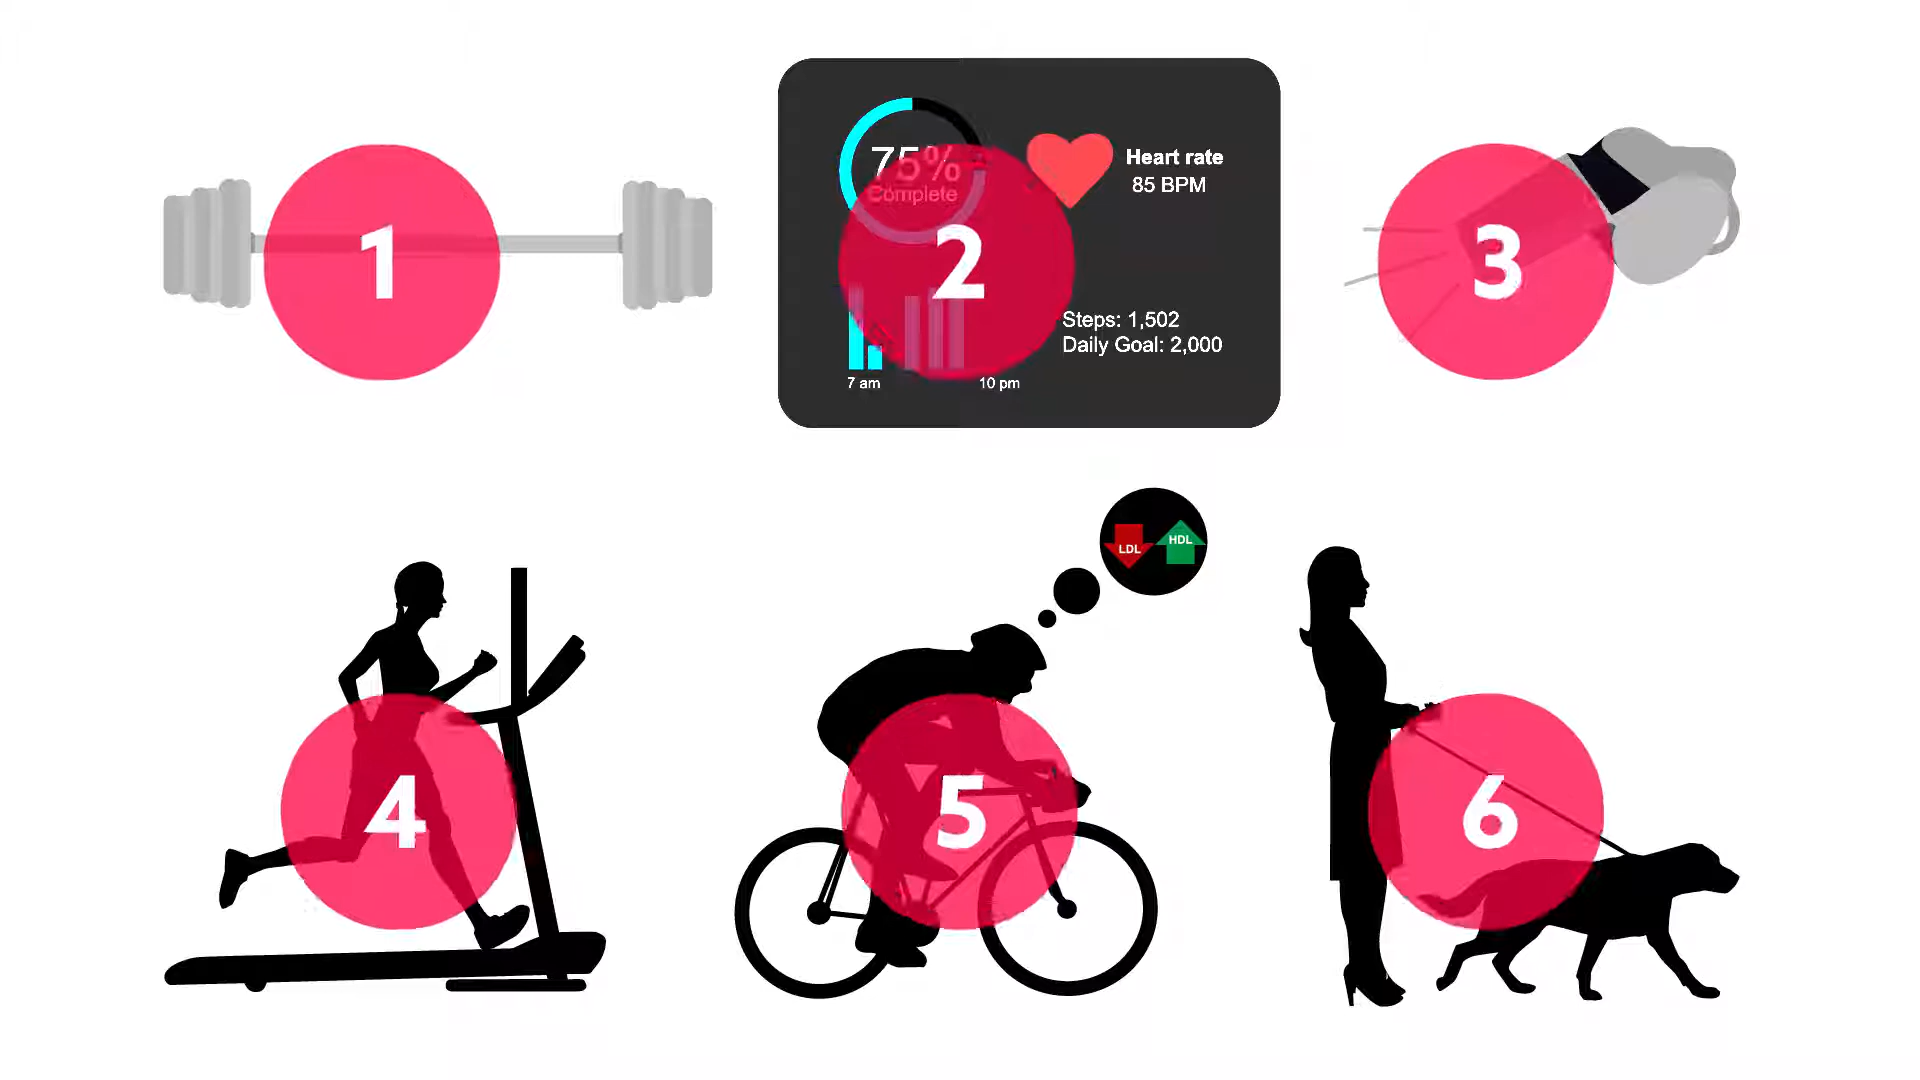 1
2
3
75%
Complete
Heart rate
85 BPM
Steps: 1,502
Daily Goal: 2,000
7 am
10 pm
LDL
HDL
4
5
6